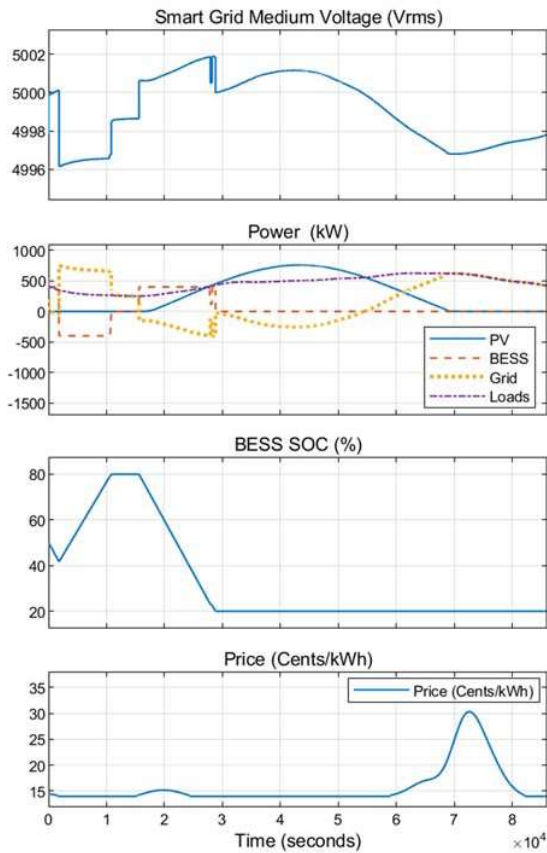 Smart Grid Medium Voltage (Vrms)
5002
5000
4998
4996
Power (kW)
1000
500
0
-500
-1000
-1500
PV
BESS
Grid
Loads
BESS SOC (%)
80
60
40
20
Price (Cents/kWh)
35
30
25
20
15
Price (Cents/kWh)
0 1 2 3 4 5 6 7 8
×10⁴
Time (seconds)